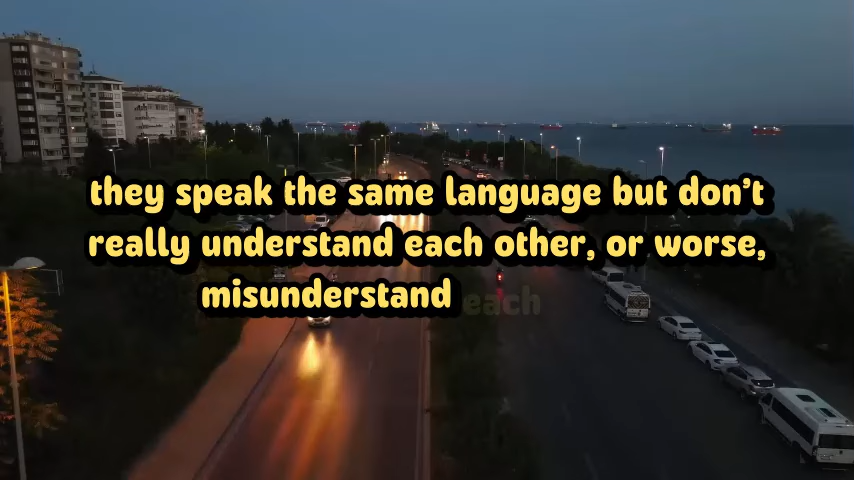 they speak the same language but don’t
really understand each other, or worse,
misunderstand each